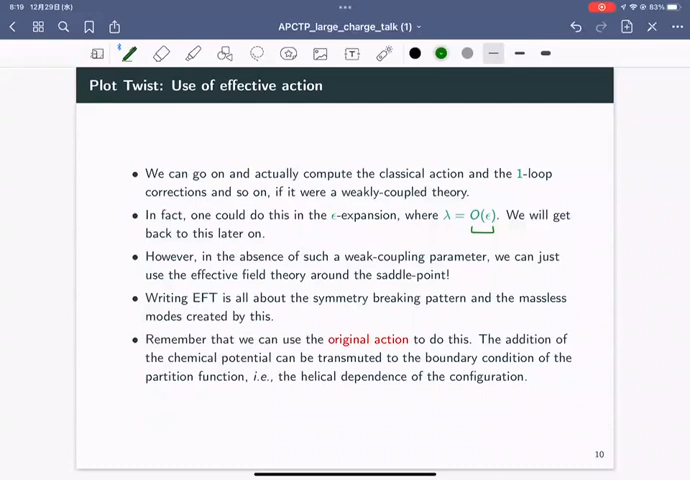 8:19 12月29日(水)
83%
APCTP_large_charge_talk (1)
Plot Twist: Use of effective action
• We can go on and actually compute the classical action and the 1-loop
corrections and so on, if it were a weakly-coupled theory.
• In fact, one could do this in the ϵ-expansion, where λ = O(ϵ). We will get
back to this later on.
• However, in the absence of such a weak-coupling parameter, we can just
use the effective field theory around the saddle-point!
• Writing EFT is all about the symmetry breaking pattern and the massless
modes created by this.
• Remember that we can use the original action to do this. The addition of
the chemical potential can be transmuted to the boundary condition of the
partition function, i.e., the helical dependence of the configuration.
10